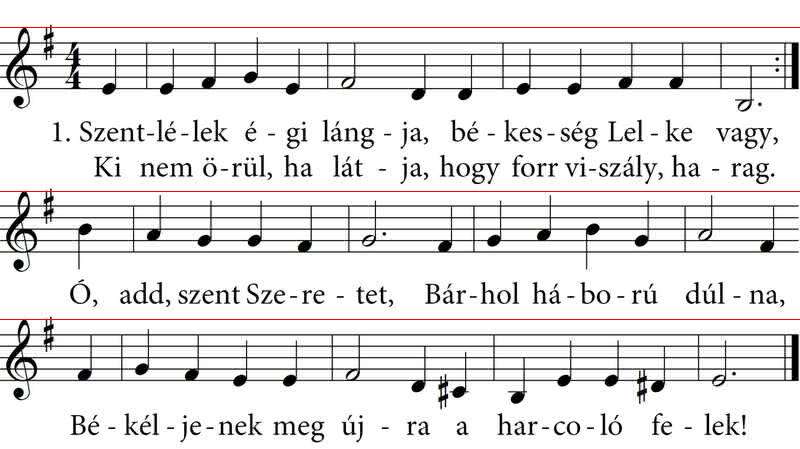 1. Szent-lé-lek é-gi láng-ja, bé-kes-ség Lel-ke vagy,
Ki nem ö-rül, ha lát-ja, hogy forr vi-szály, ha-rag.
Ó, add, szent Sze-re-tet, Bár-hol há-bo-rú dúl-na,
Bé-kél-je-nek meg új-ra a har-co-ló fe-lek!